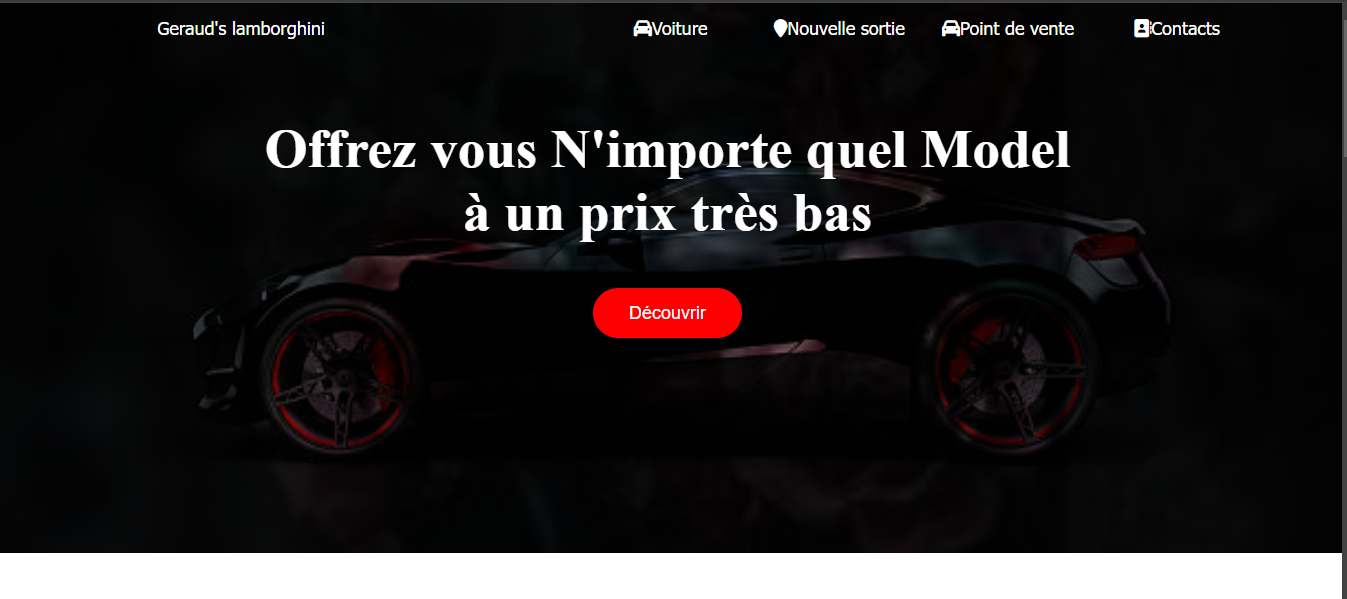 Geraud's lamborghini Voiture Nouvelle sortie Point de vente Contacts
Offrez vous N'importe quel Model
à un prix très bas
Découvrir